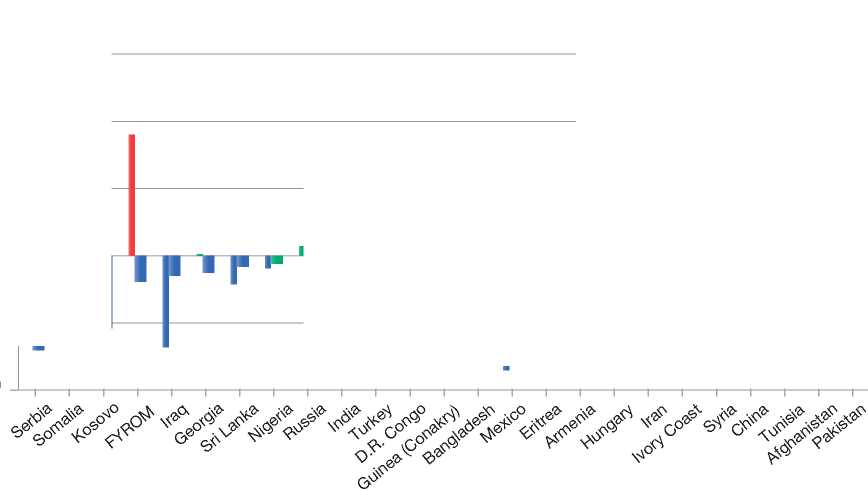 Serbia
Somalia
Kosovo
FYROM
Iraq
Georgia
Sri Lanka
Nigeria
Russia
India
Turkey
D.R. Congo
Guinea (Conakry)
Bangladesh
Mexico
Eritrea
Armenia
Hungary
Iran
Ivory Coast
Syria
China
Tunisia
Afghanistan
Pakistan